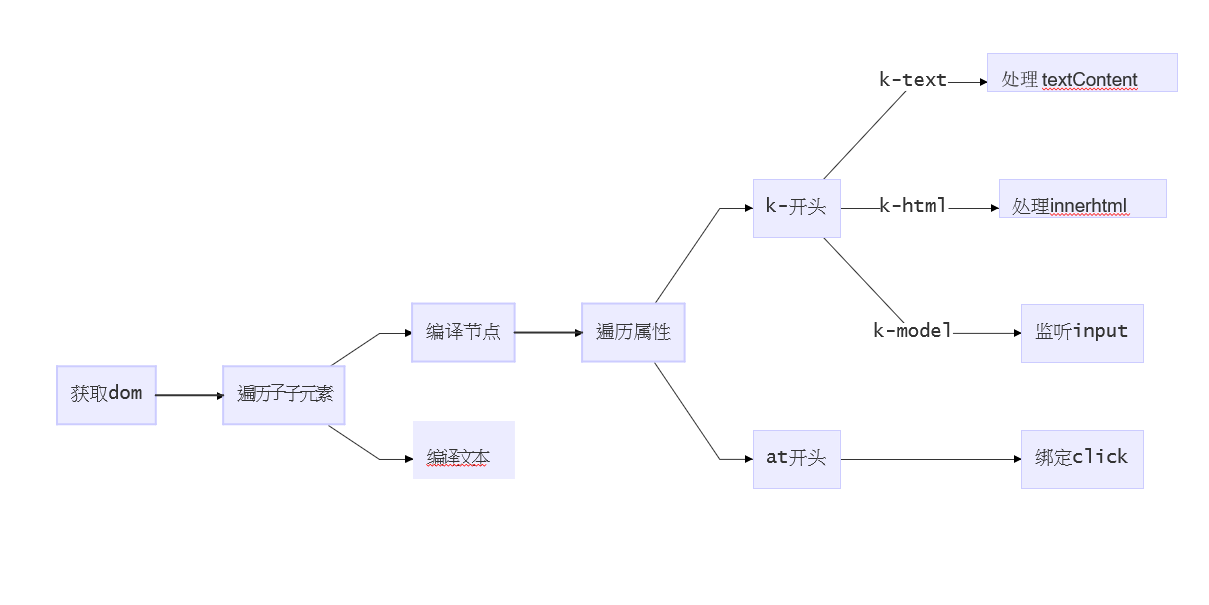 k-text
处理 textContent
k-开头
k-html
处理innerhtml
编译节点
遍历属性
k-model
监听input
获取dom
遍历子子元素
编译文本
at开头
绑定click